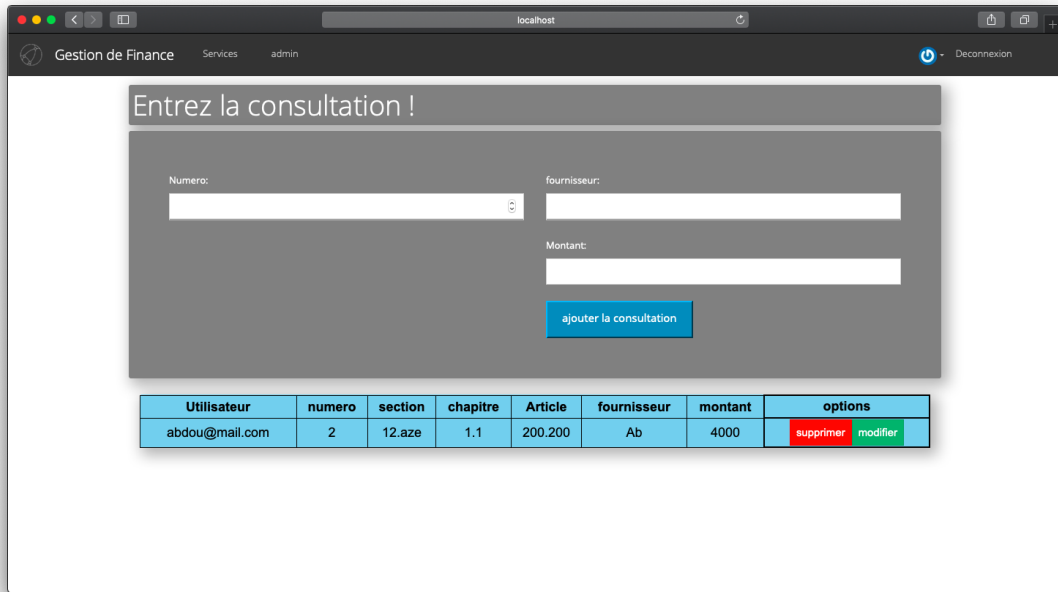 localhost
Gestion de Finance Services admin Deconnexion
Entrez la consultation !
Numero: fournisseur:
Montant:
ajouter la consultation
Utilisateur numero section chapitre Article fournisseur montant options
abdou@mail.com 2 12.aze 1.1 200.200 Ab 4000 supprimer modifier